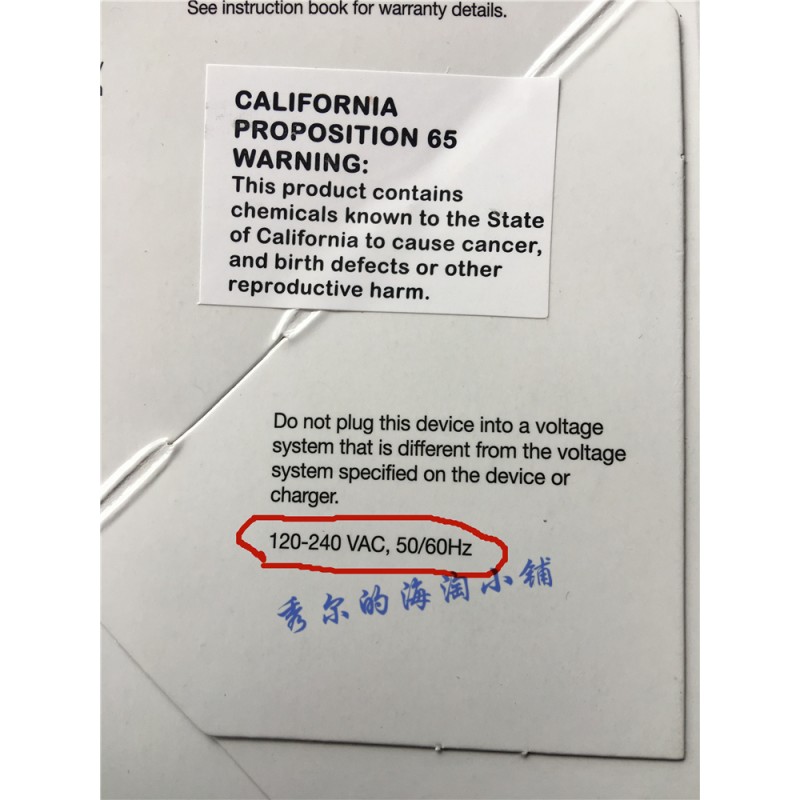 See instruction book for warranty details.
CALIFORNIA
PROPOSITION 65
WARNING:
This product contains
chemicals known to the State
of California to cause cancer,
and birth defects or other
reproductive harm.
Do not plug this device into a voltage
system that is different from the voltage
system specified on the device or
charger.
120-240 VAC, 50/60Hz
秀尔的海淘小铺